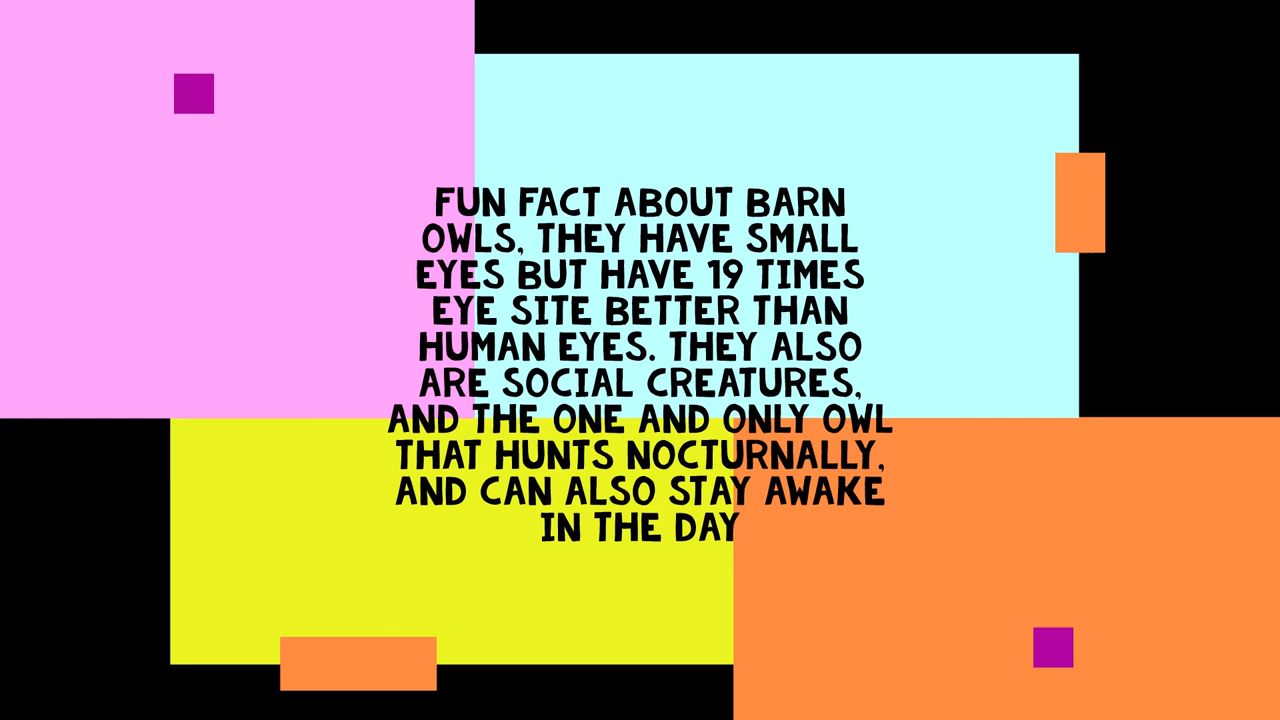 FUN FACT ABOUT BARN
OWLS, THEY HAVE SMALL
EYES BUT HAVE 19 TIMES
EYE SITE BETTER THAN
HUMAN EYES. THEY ALSO
ARE SOCIAL CREATURES,
AND THE ONE AND ONLY OWL
THAT HUNTS NOCTURNALLY,
AND CAN ALSO STAY AWAKE
IN THE DAY